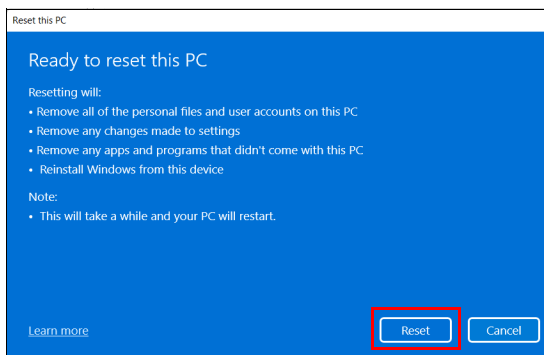 Reset this PC
Ready to reset this PC
Resetting will:
• Remove all of the personal files and user accounts on this PC
• Remove any changes made to settings
• Remove any apps and programs that didn't come with this PC
• Reinstall Windows from this device
Note:
• This will take a while and your PC will restart.
Learn more
Reset
Cancel